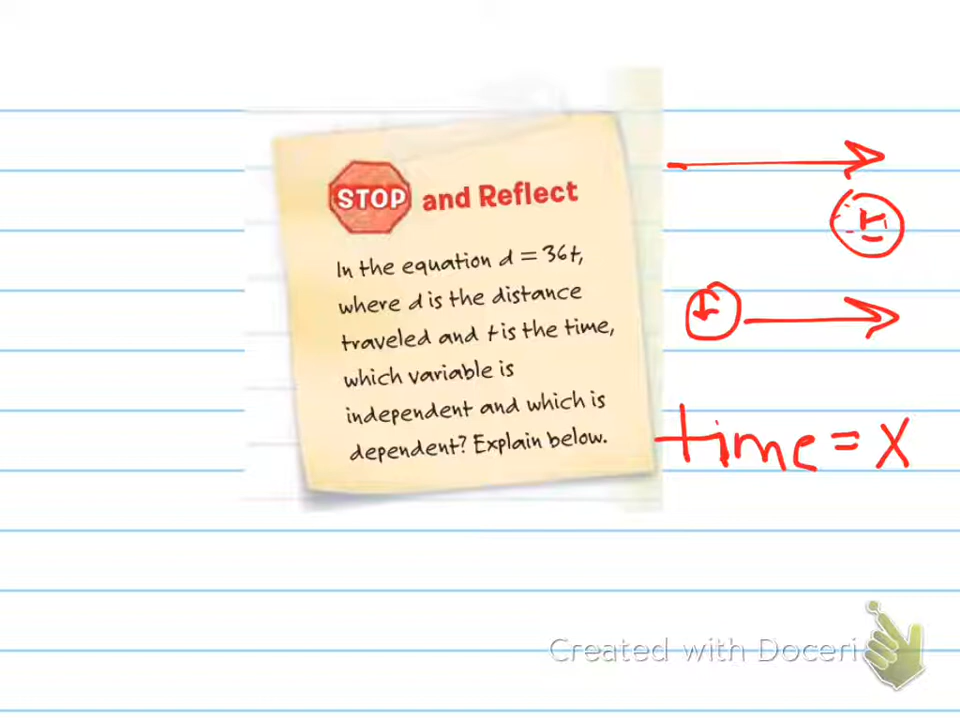 STOP and Reflect
In the equation d = 36t,
where d is the distance
traveled and t is the time,
which variable is
independent and which is
dependent? Explain below.
time = x
Created with Doceri